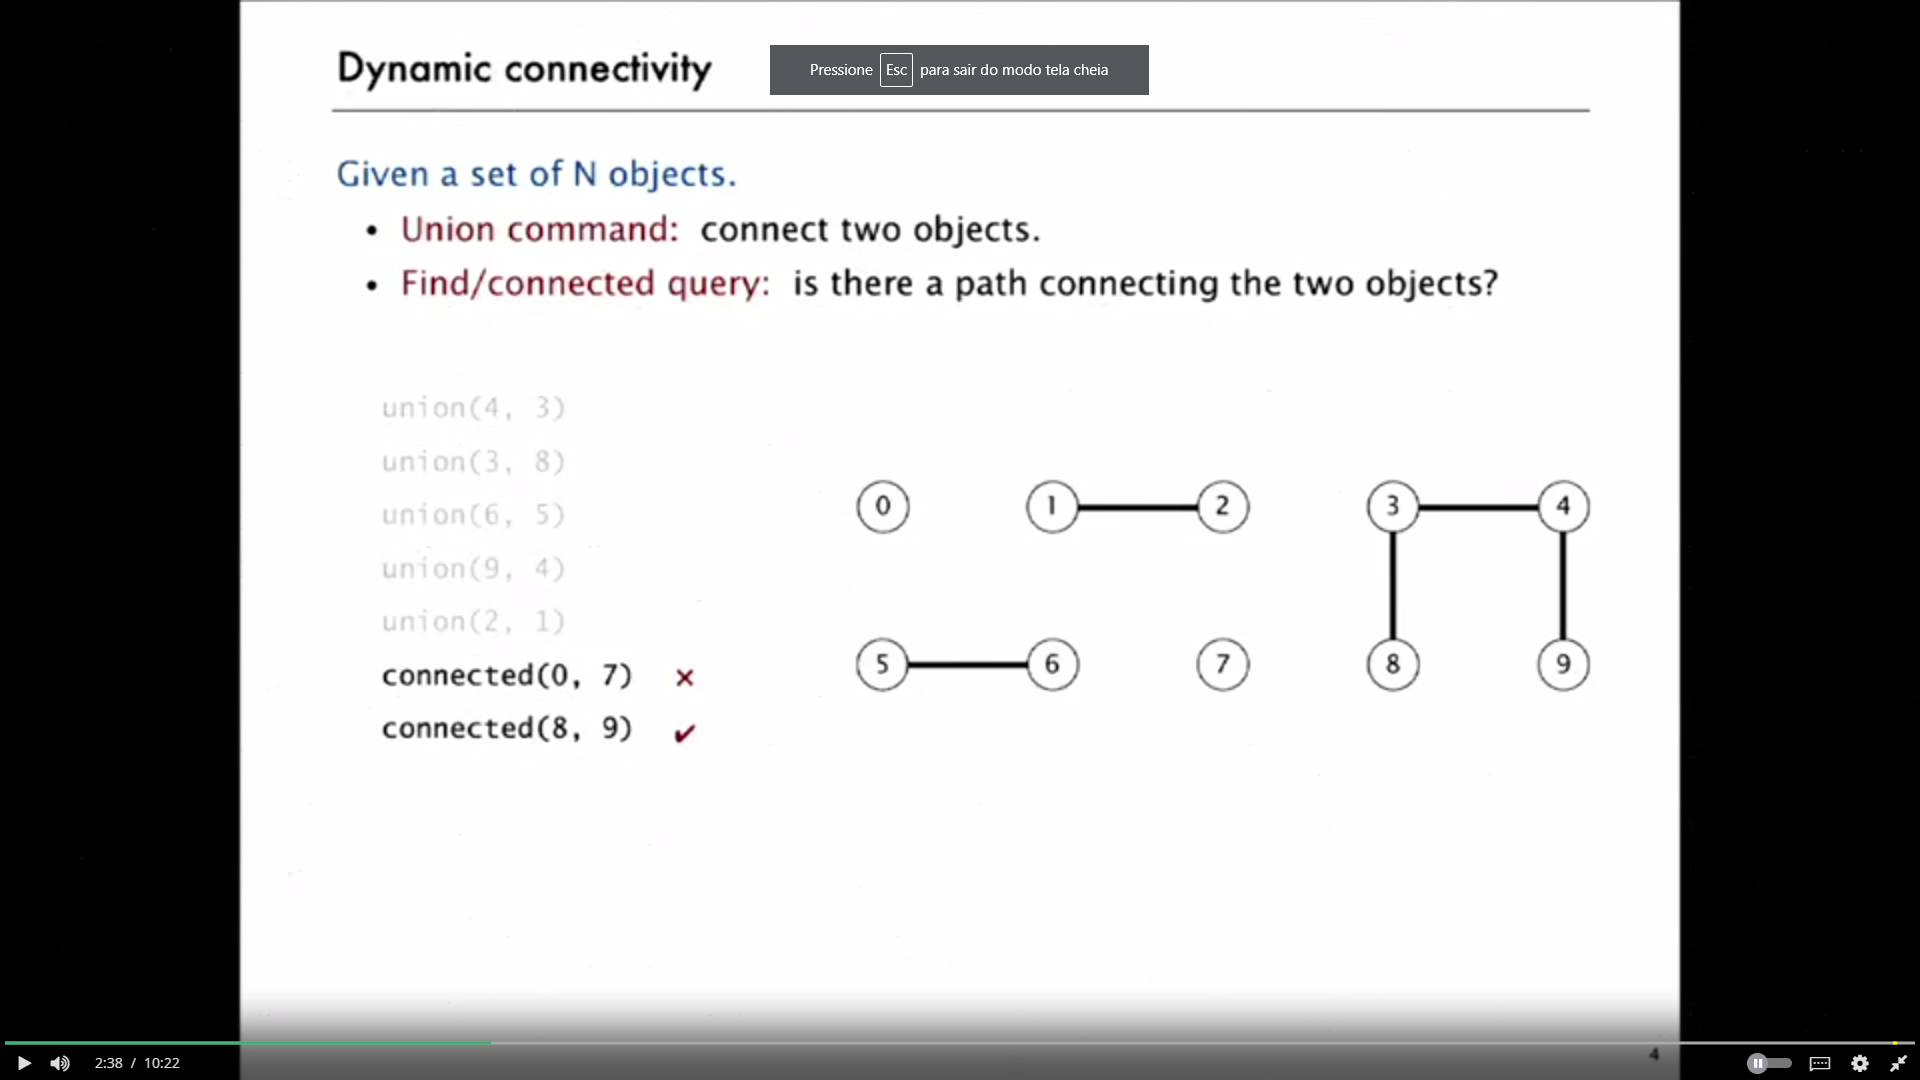 Dynamic connectivity
Pressione Esc para sair do modo tela cheia
Given a set of N objects.
• Union command: connect two objects.
• Find/connected query: is there a path connecting the two objects?
union(4, 3)
union(3, 8)
union(6, 5)
union(9, 4)
union(2, 1)
connected(0, 7) ×
connected(8, 9) ✔
0 1 2 3 4
5 6 7 8 9
4
2:38 / 10:22